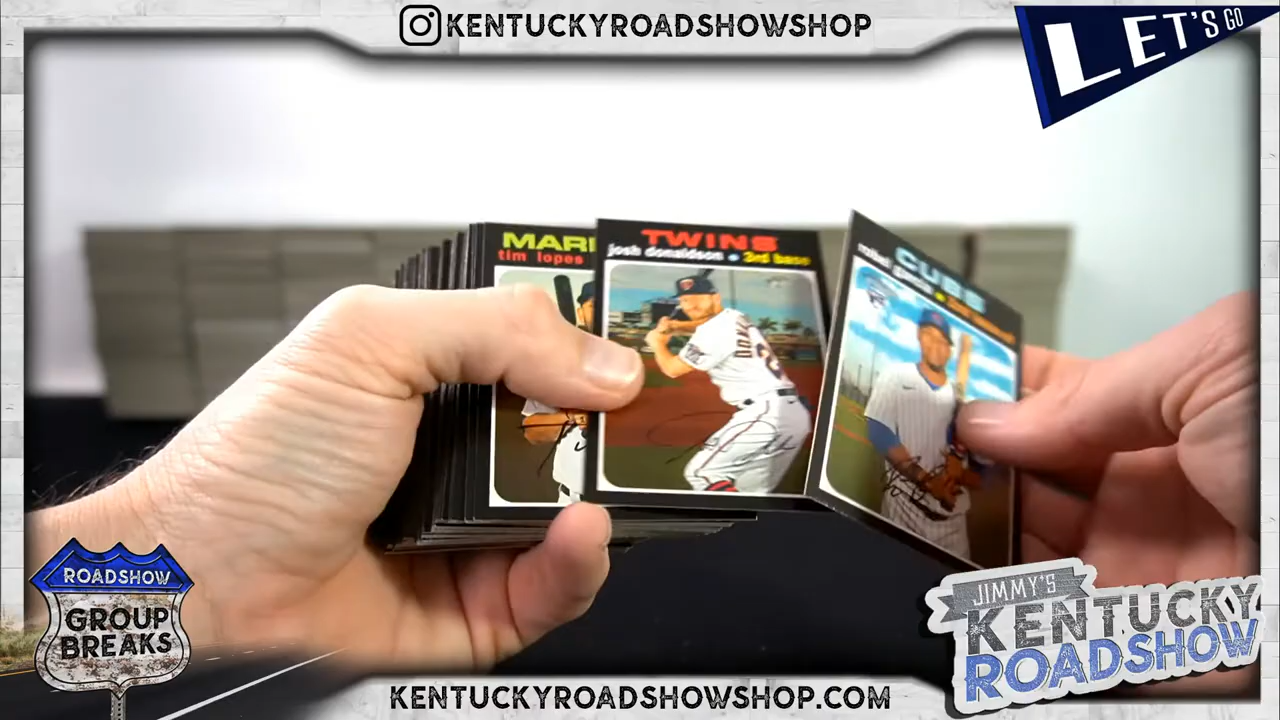 KENTUCKYROADSHOWSHOP
LET'S GO
MARI
tim lopes
TWINS
josh donaldson • 3rd base
CUBS
ROADSHOW
GROUP
BREAKS
JIMMY'S
KENTUCKY
ROADSHOW
KENTUCKYROADSHOWSHOP.COM